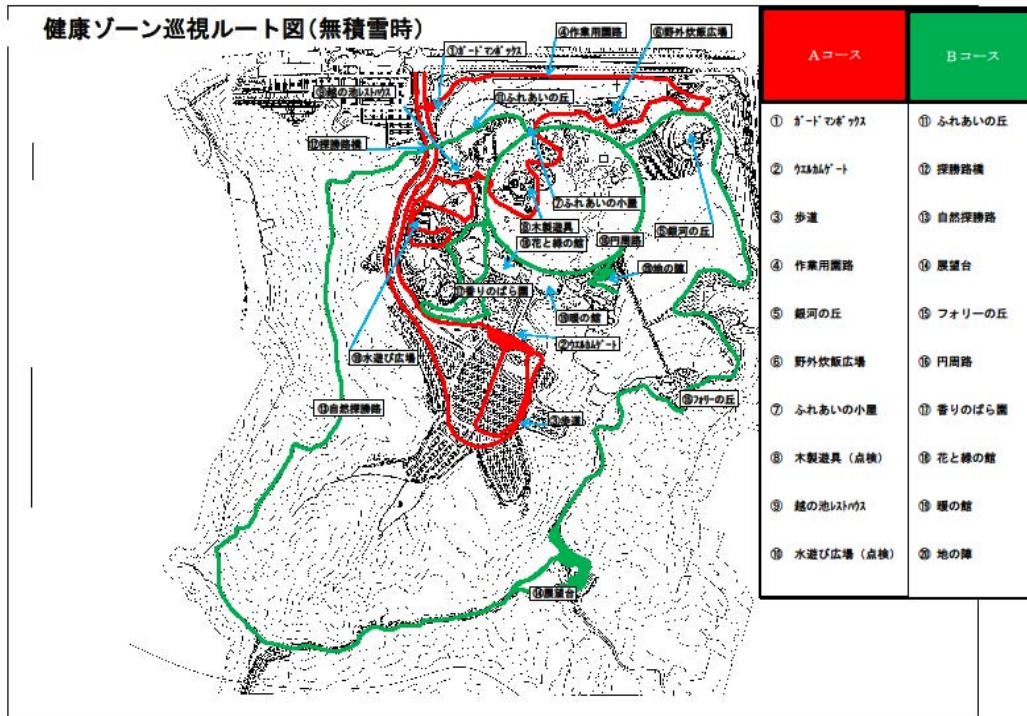 健康ゾーン巡視ルート図(無積雪時)
④作業用園路
⑥野外炊飯広場
①ｶﾞｰﾄﾞﾏﾝﾎﾞｯｸｽ
⑨越の池ﾚｽﾄﾊｳｽ
⑪ふれあいの丘
⑫探勝路橋
⑦ふれあいの小屋
⑧木製遊具
⑤銀河の丘
⑱花と緑の館
⑯円周路
⑳地の障
⑰香りのばら園
⑲暖の館
②ｳｴﾙｶﾑｹﾞｰﾄ
⑩水遊び広場
⑬自然探勝路
⑮ﾌｫﾘｰの丘
③歩道
⑭展望台
Aコース
Bコース
① ｶﾞｰﾄﾞﾏﾝﾎﾞｯｸｽ
⑪ ふれあいの丘
② ｳｴﾙｶﾑｹﾞｰﾄ
⑫ 探勝路橋
③ 歩道
⑬ 自然探勝路
④ 作業用園路
⑭ 展望台
⑤ 銀河の丘
⑮ フォリーの丘
⑥ 野外炊飯広場
⑯ 円周路
⑦ ふれあいの小屋
⑰ 香りのばら園
⑧ 木製遊具（点検）
⑱ 花と緑の館
⑨ 越の池ﾚｽﾄﾊｳｽ
⑲ 暖の館
⑩ 水遊び広場（点検）
⑳ 地の障